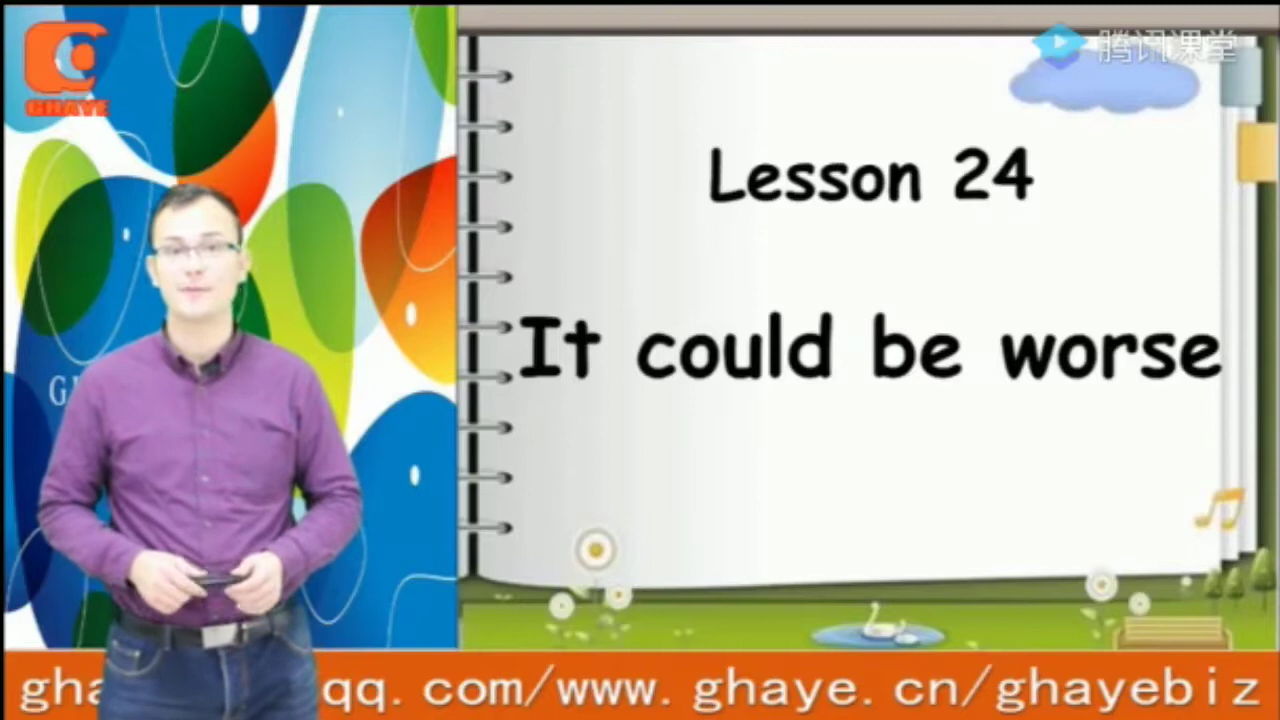 GHAYE
腾讯课堂
Lesson 24
It could be worse
G
gha
qq. com/www. ghaye. cn/ghayebiz